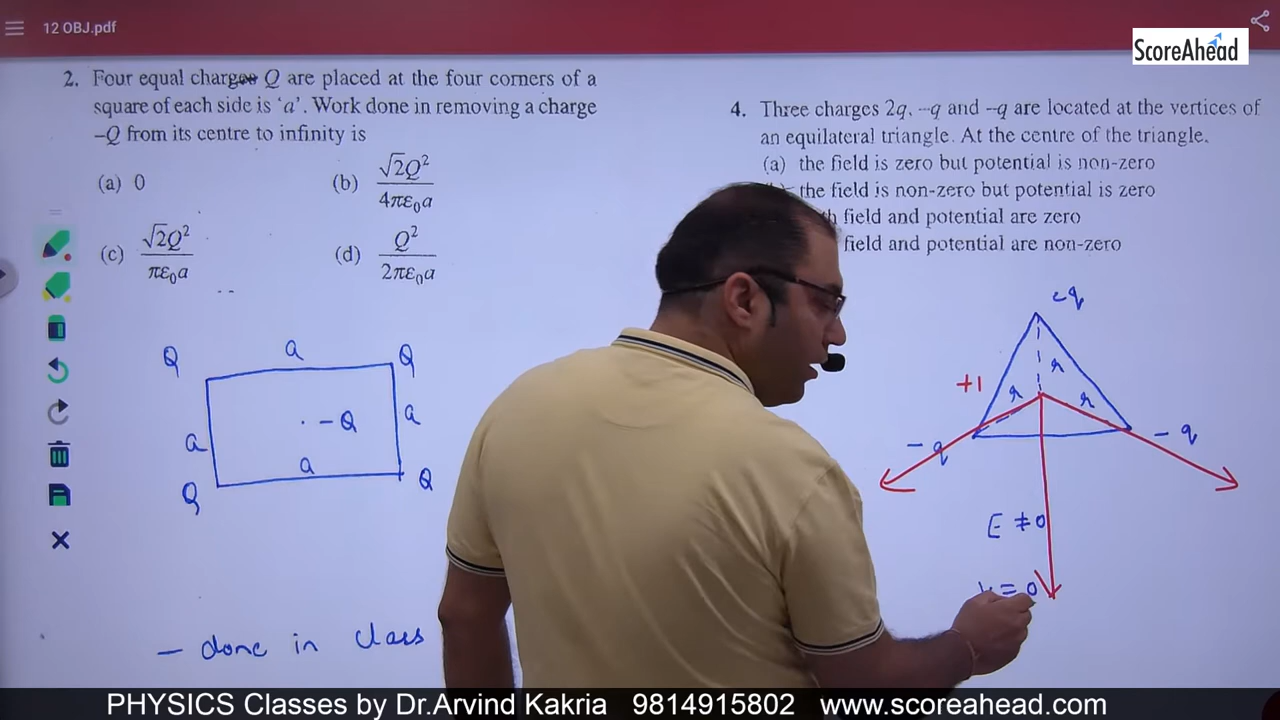 12 OBJ.pdf
ScoreAhead
2. Four equal charges Q are placed at the four corners of a
square of each side is ‘a’. Work done in removing a charge
–Q from its centre to infinity is
(a) 0
(b) √2Q²/4πε₀a
(c) √2Q²/πε₀a
(d) Q²/2πε₀a
Q a Q
a · – Q a
Q a Q
– done in class
4. Three charges 2q, –q and –q are located at the vertices of
an equilateral triangle. At the centre of the triangle.
(a) the field is zero but potential is non-zero
the field is non-zero but potential is zero
field and potential are zero
field and potential are non-zero
2q
+1 r r r
– q – q
E ≠ 0
= 0
PHYSICS Classes by Dr.Arvind Kakria 9814915802 www.scoreahead.com